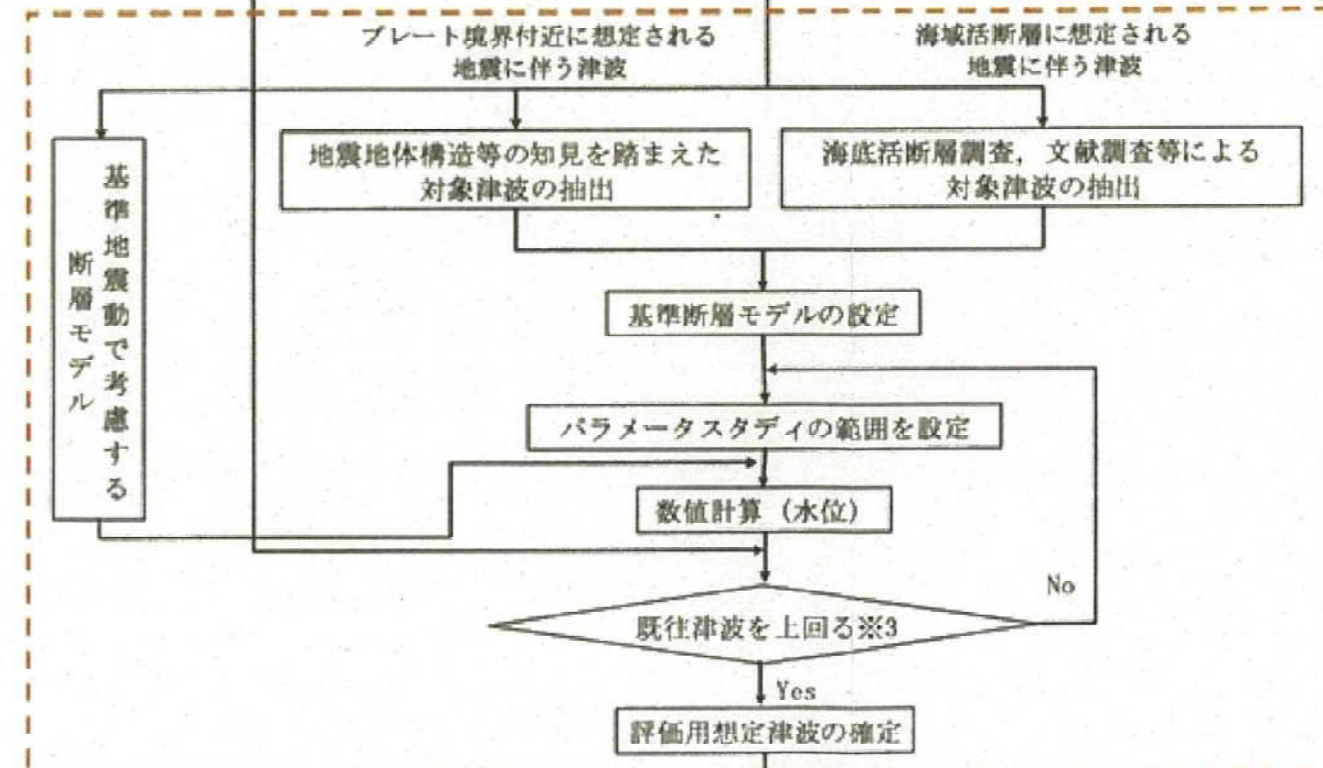 プレート境界付近に想定される
地震に伴う津波
海域活断層に想定される
地震に伴う津波
地震地体構造等の知見を踏まえた
対象津波の抽出
海底活断層調査，文献調査等による
対象津波の抽出
基準地震動で考慮する
断層モデル
基準断層モデルの設定
パラメータスタディの範囲を設定
数値計算（水位）
No
既往津波を上回る※3
Yes
評価用想定津波の確定